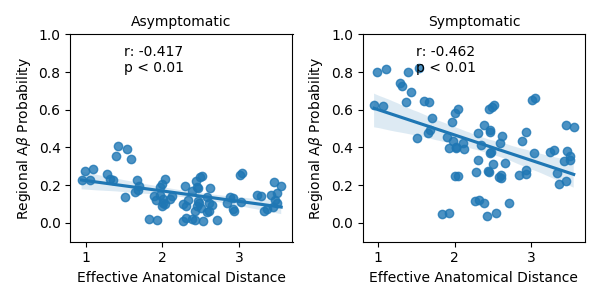 Asymptomatic
r: -0.417
p < 0.01
Regional Aβ Probability
1.0
0.8
0.6
0.4
0.2
0.0
1
2
3
Effective Anatomical Distance
Symptomatic
r: -0.462
p < 0.01
Regional Aβ Probability
1.0
0.8
0.6
0.4
0.2
0.0
1
2
3
Effective Anatomical Distance